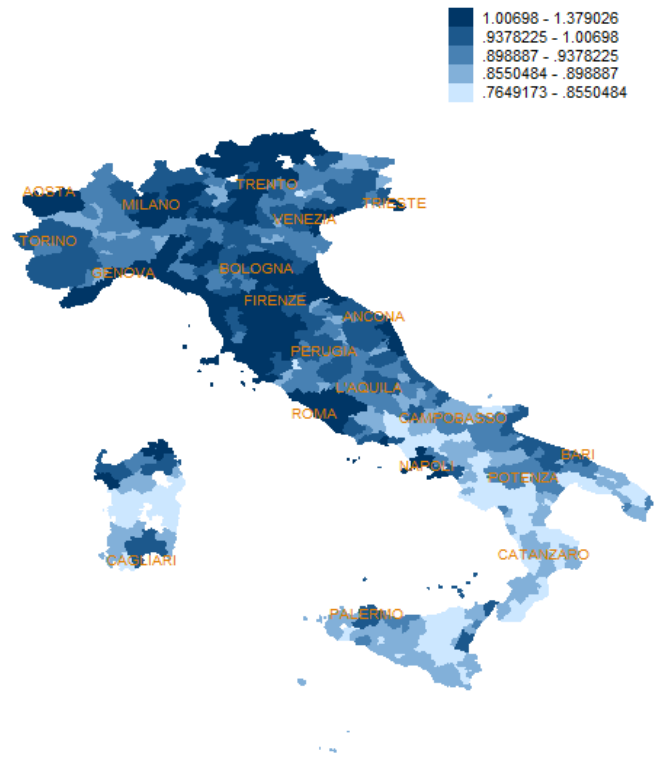 1.00698 - 1.379026
.9378225 - 1.00698
.898887 - .9378225
.8550484 - .898887
.7649173 - .8550484
TRENTO
AOSTA
MILANO
TRIESTE
VENEZIA
TORINO
GENOVA
BOLOGNA
FIRENZE
ANCONA
PERUGIA
L'AQUILA
ROMA
CAMPOBASSO
BARI
NAPOLI
POTENZA
CATANZARO
CAGLIARI
PALERMO